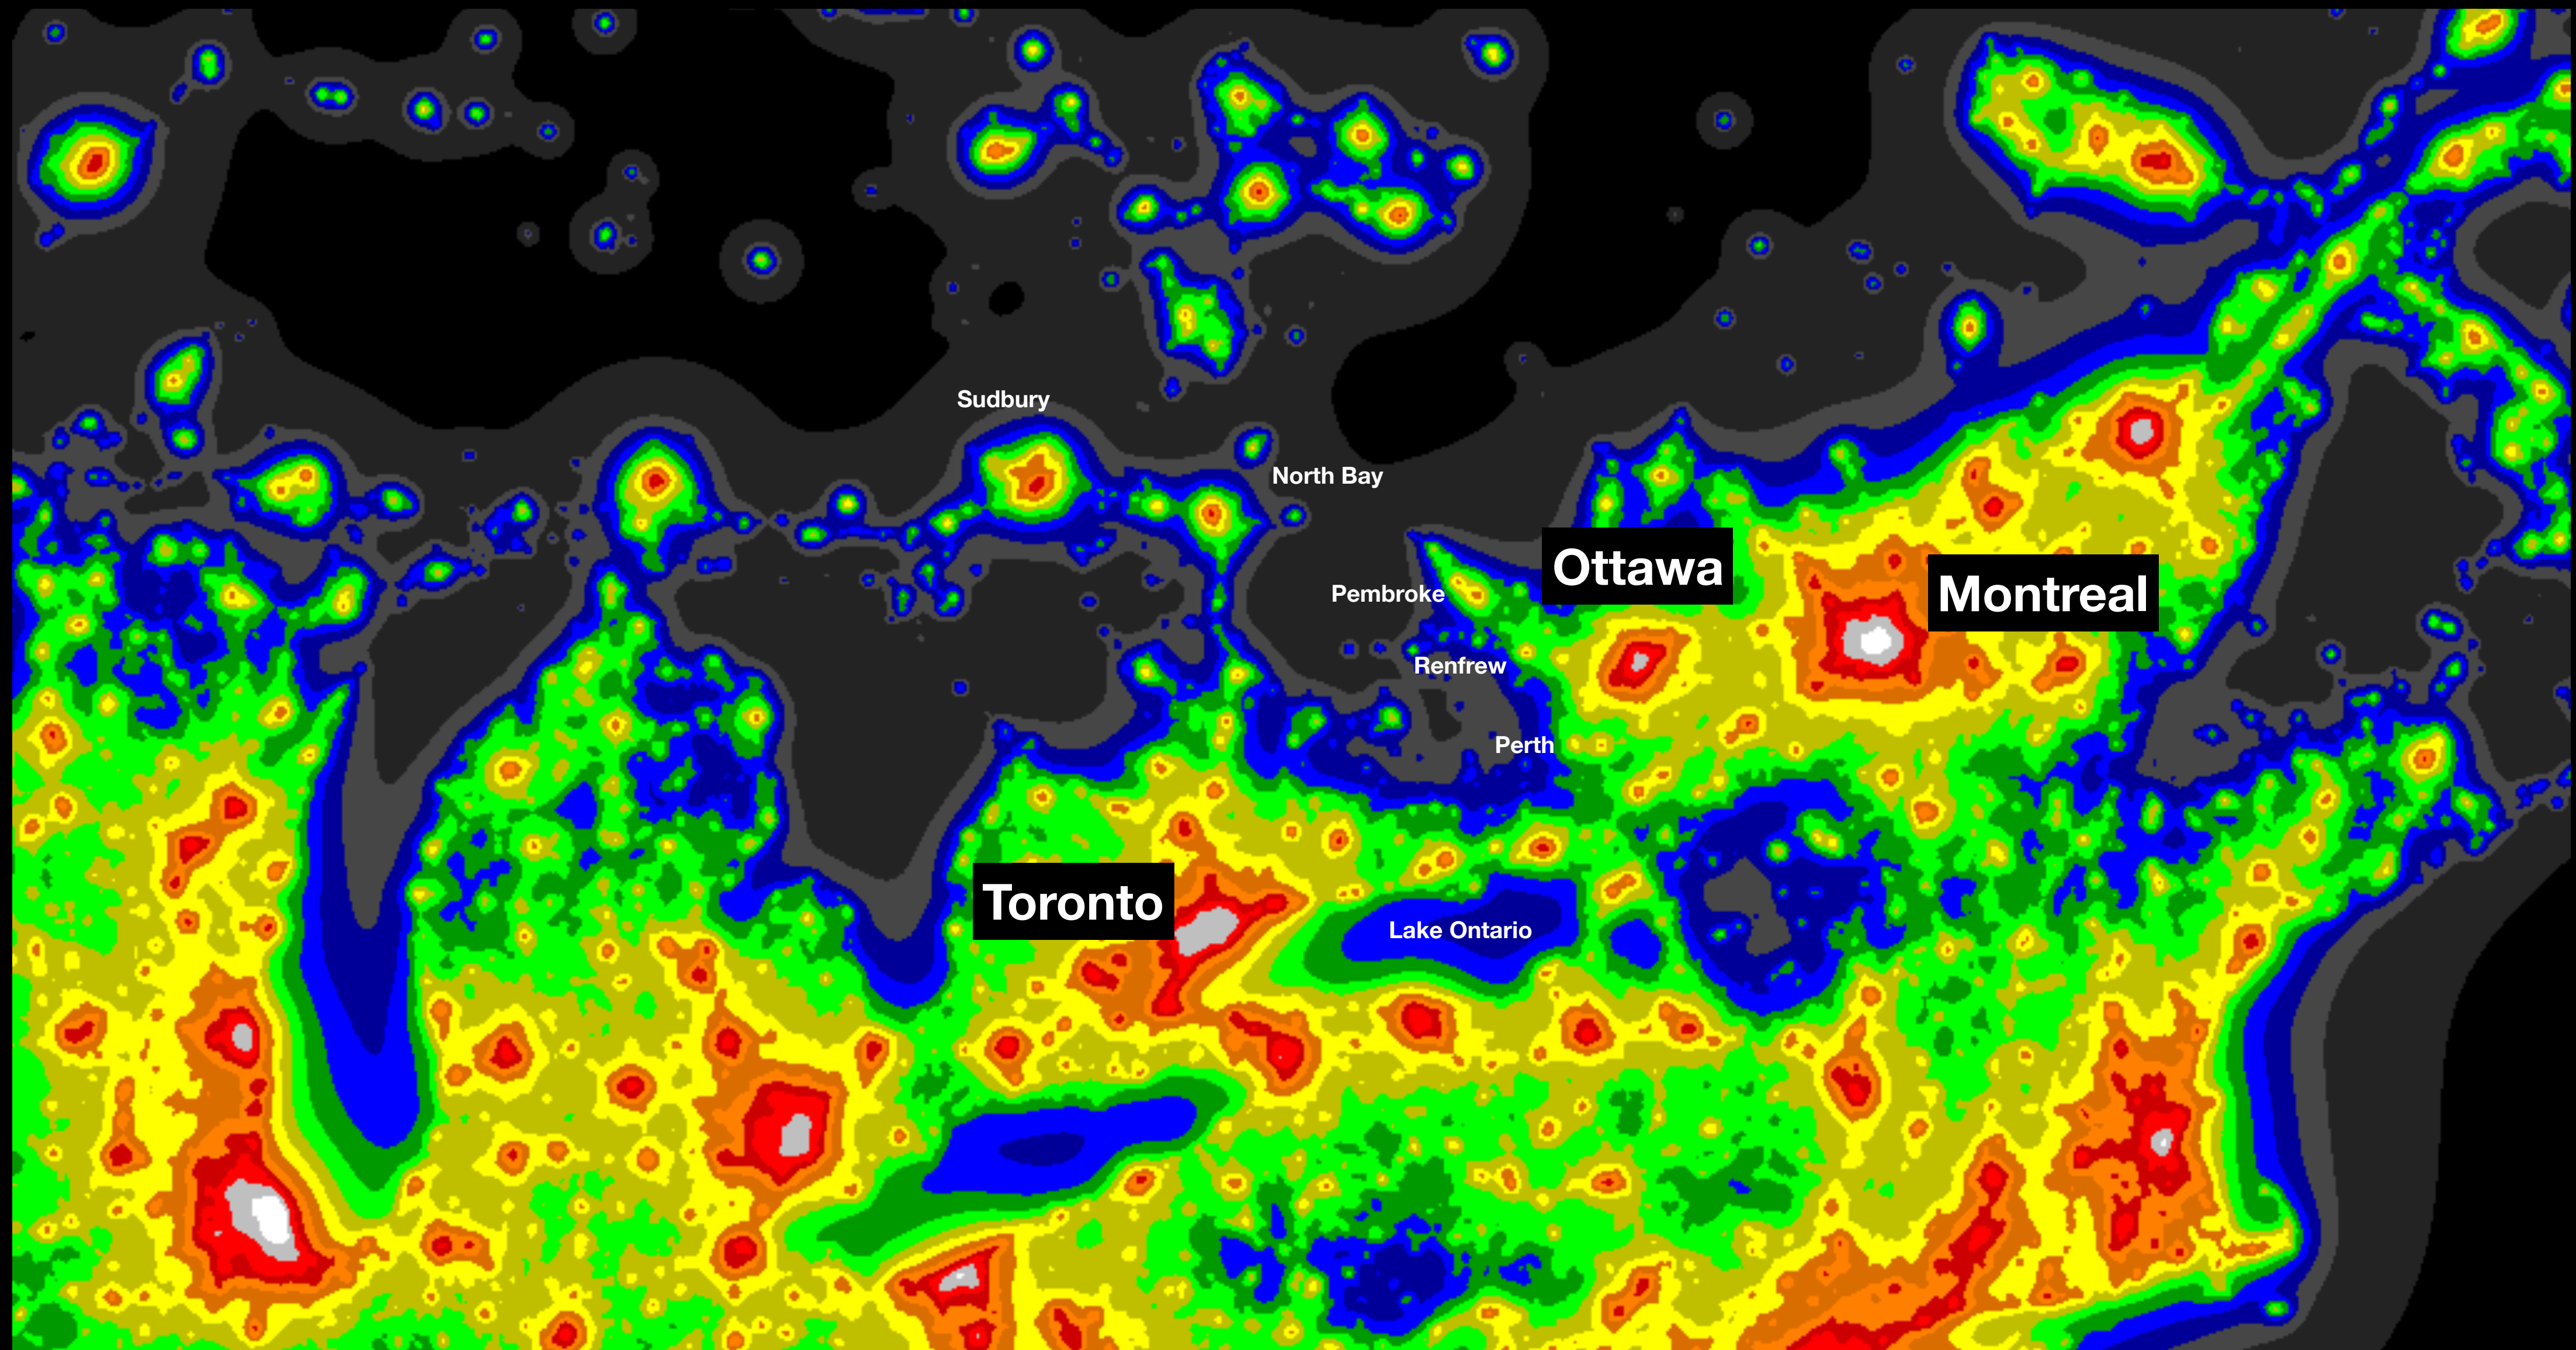 Sudbury
North Bay
Ottawa
Montreal
Pembroke
Renfrew
Perth
Toronto
Lake Ontario